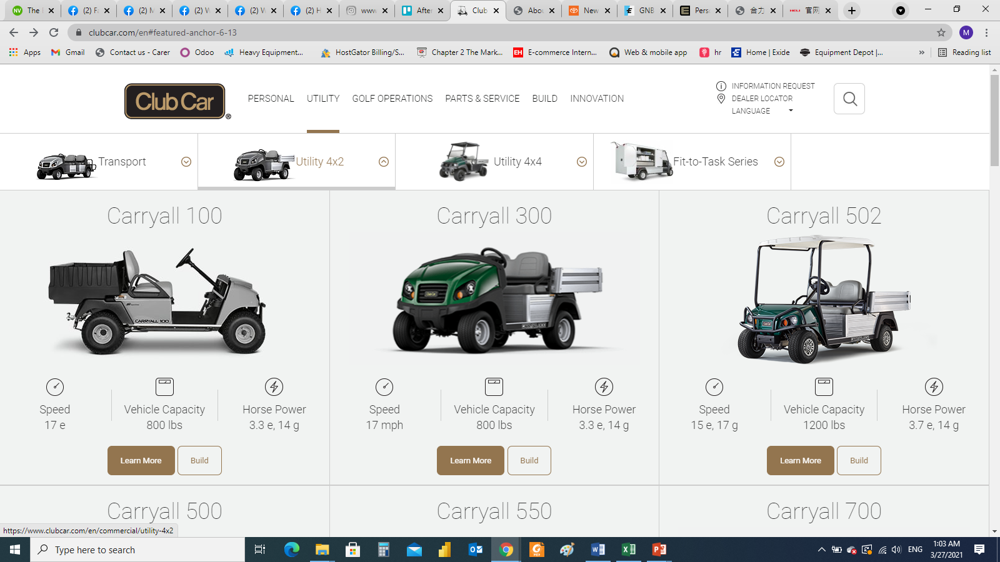 The
(2) Fa
(2) M
(2) W
(2) W
(2) H
www
After
Club
Abou
New
GNB
Pers
合力
官网
clubcar.com/en#featured-anchor-6-13
M
Apps
Gmail
Contact us - Carer
Odoo
Heavy Equipment...
HostGator Billing/S...
Chapter 2 The Mark...
E-commerce Intern...
Web & mobile app
hr
Home | Exide
Equipment Depot |...
»
Reading list
Club Car®
PERSONAL
UTILITY
GOLF OPERATIONS
PARTS & SERVICE
BUILD
INNOVATION
INFORMATION REQUEST
DEALER LOCATOR
LANGUAGE
Transport
Utility 4x2
Utility 4x4
Fit-to-Task Series
Carryall 100
CARRYALL 100
Speed
17 e
Vehicle Capacity
800 lbs
Horse Power
3.3 e, 14 g
Learn More
Build
Carryall 300
Speed
17 mph
Vehicle Capacity
800 lbs
Horse Power
3.3 e, 14 g
Learn More
Build
Carryall 502
Speed
15 e, 17 g
Vehicle Capacity
1200 lbs
Horse Power
3.7 e, 14 g
Learn More
Build
Carryall 500
Carryall 550
Carryall 700
https://www.clubcar.com/en/commercial/utility-4x2
Type here to search
ENG
1:03 AM
3/27/2021